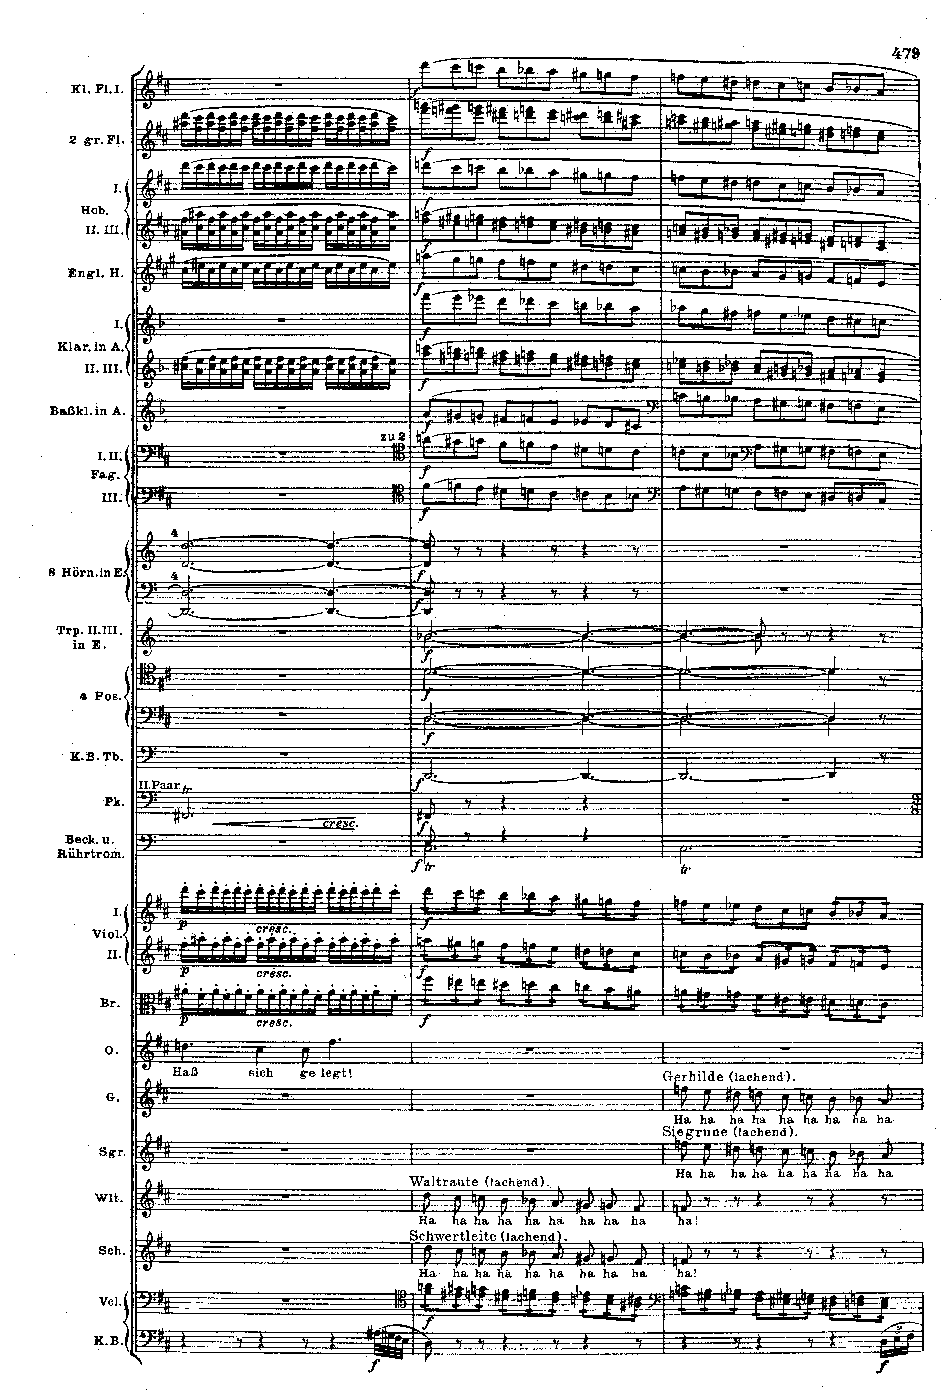 479
Kl. Fl. I.
2 gr. Fl.
I.
Hob.
II. III.
Engl. H.
I.
Klar. in A.
II. III.
Baßkl. in A.
zu 2
I. II.
Fag.
III.
4
8 Hörn. in E.
4
Trp. II. III.
in E.
4 Pos.
K.B. Tb.
II. Paar tr
Pk.
cresc.
Beck. u.
Rührtrom.
f tr
tr
I.
p cresc.
Viol.
II.
p cresc.
Br.
p cresc.
O.
Haß sich ge legt!
Gerhilde (lachend).
G.
Ha ha ha ha ha ha ha ha ha
Siegrune (lachend).
Sgr.
Ha ha ha ha ha ha ha ha ha
Waltraute (lachend).
Wlt.
Ha ha ha ha ha ha ha ha ha ha!
Schwertleite (lachend).
Sch.
Ha ha ha ha ha ha ha ha ha ha!
Vcl.
f
K.B.
f f